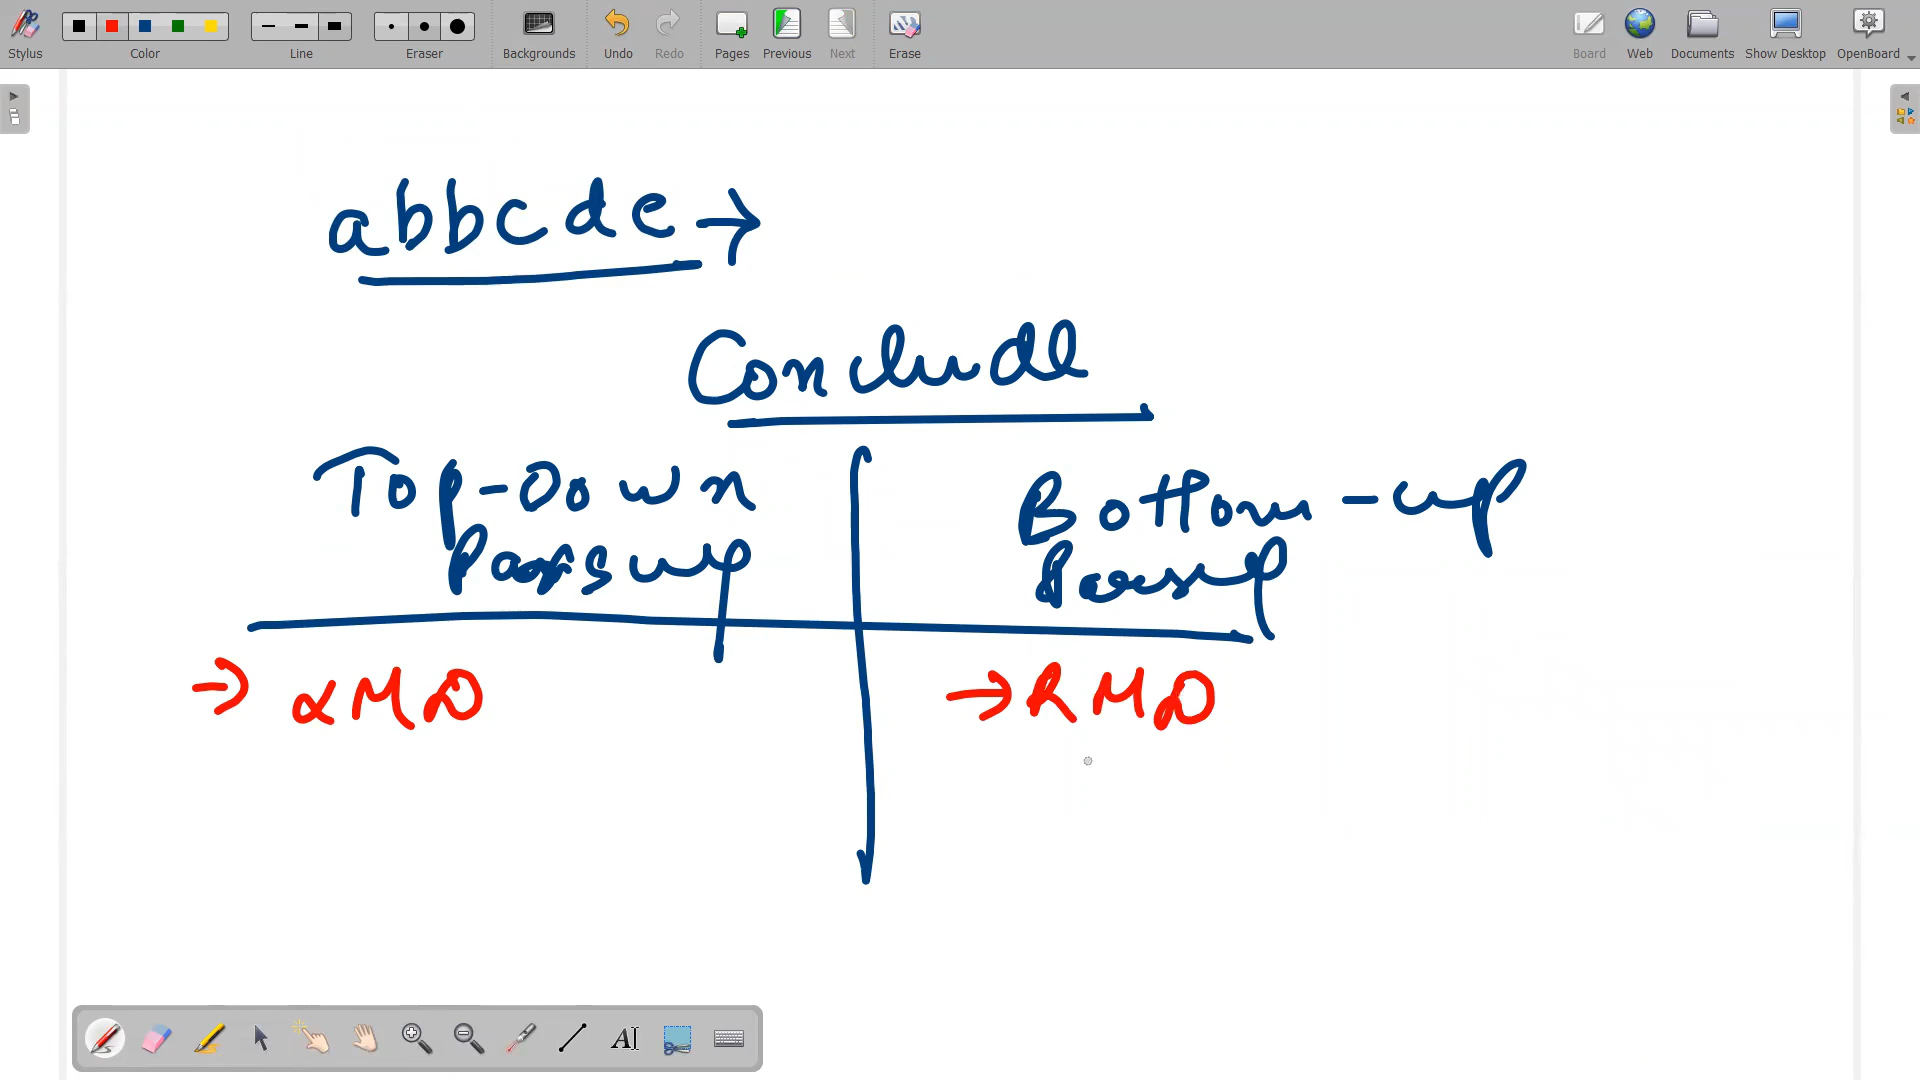 Stylus Color Line Eraser Backgrounds Undo Redo Pages Previous Next Erase Board Web Documents Show Desktop OpenBoard
abbcde →
Conclude
Top-Down Bottom-up
Parsing Parsing
→ LMD → RMD
AI